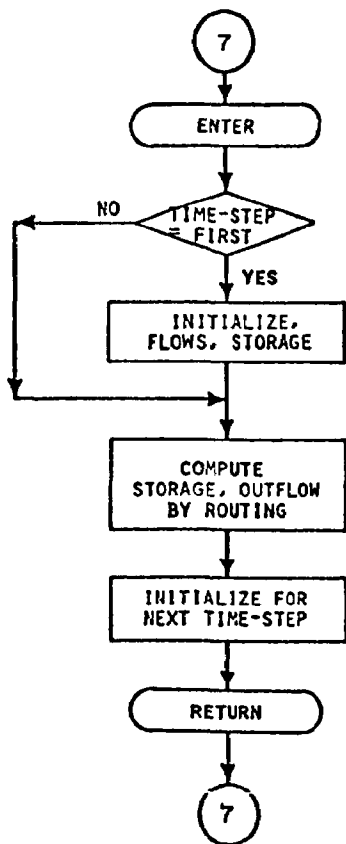 7
ENTER
NO
TIME-STEP
= FIRST
YES
INITIALIZE,
FLOWS, STORAGE
COMPUTE
STORAGE, OUTFLOW
BY ROUTING
INITIALIZE FOR
NEXT TIME-STEP
RETURN
7